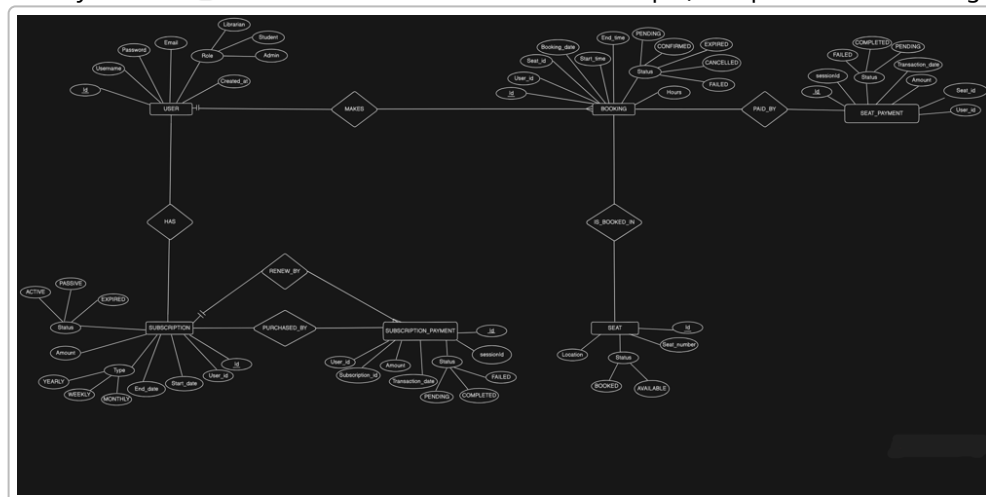 Librarian
Student
Admin
Role
Email
Password
Username
Id
Created_at
USER
MAKES
End_time
PENDING
CONFIRMED
EXPIRED
CANCELLED
FAILED
Status
Booking_date
Start_time
Seat_id
User_id
Id
Hours
BOOKING
PAID_BY
COMPLETED
PENDING
FAILED
Transaction_date
sessionId
Status
Amount
Id
Seat_id
User_id
SEAT_PAYMENT
HAS
IS_BOOKED_IN
RENEW_BY
PASSIVE
ACTIVE
EXPIRED
Status
SUBSCRIPTION
PURCHASED_BY
SUBSCRIPTION_PAYMENT
Id
SEAT
Id
Amount
Type
YEARLY
WEEKLY
MONTHLY
End_date
Start_date
User_id
Id
User_id
Subscription_id
Amount
Transaction_date
Status
sessionId
FAILED
PENDING
COMPLETED
Location
Status
Seat_number
BOOKED
AVAILABLE